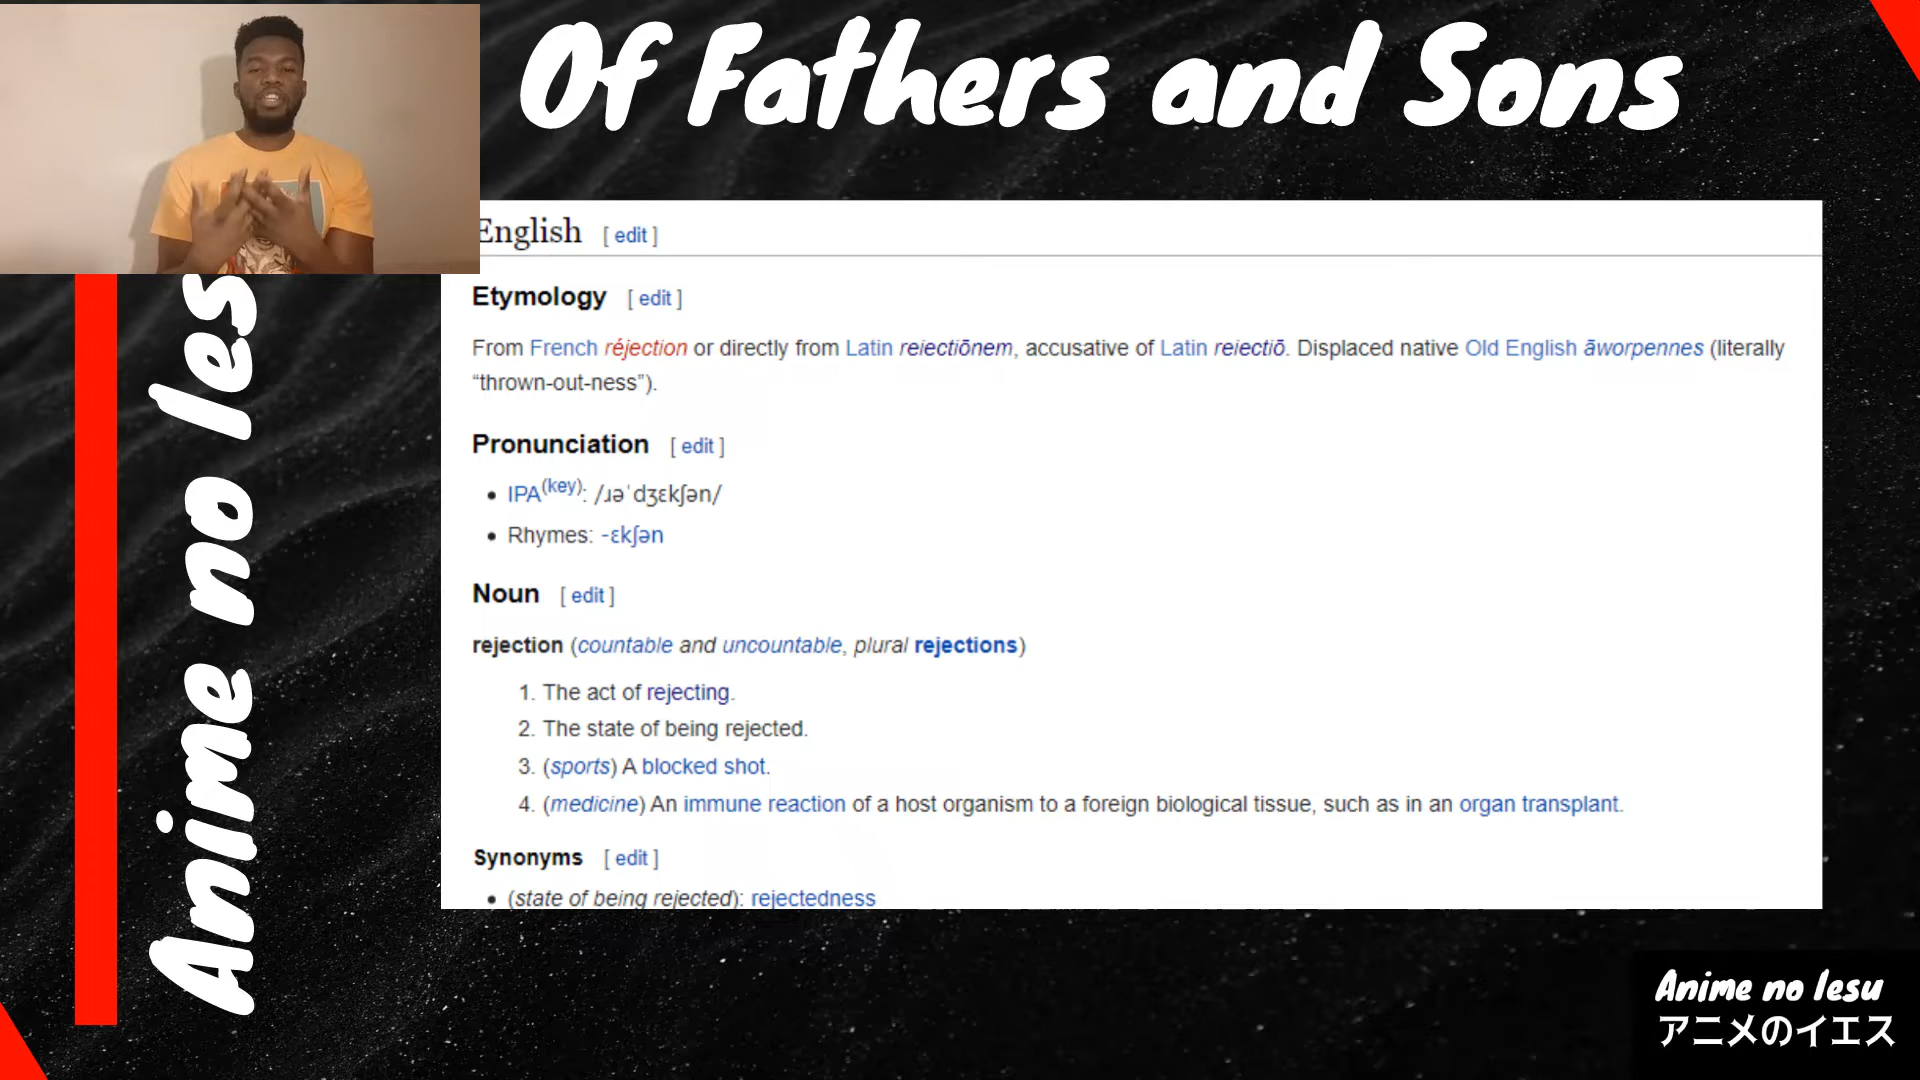 Of Fathers and Sons
English [ edit ]
Etymology [ edit ]
From French réjection or directly from Latin reiectiōnem, accusative of Latin reiectiō. Displaced native Old English āworpennes (literally
“thrown-out-ness”).
Pronunciation [ edit ]
• IPA(key): /ɹəˈdʒɛkʃən/
• Rhymes: -ɛkʃən
Noun [ edit ]
rejection (countable and uncountable, plural rejections)
1. The act of rejecting.
2. The state of being rejected.
3. (sports) A blocked shot.
4. (medicine) An immune reaction of a host organism to a foreign biological tissue, such as in an organ transplant.
Synonyms [ edit ]
• (state of being rejected): rejectedness
Anime no Ies
Anime no Iesu
アニメのイエス